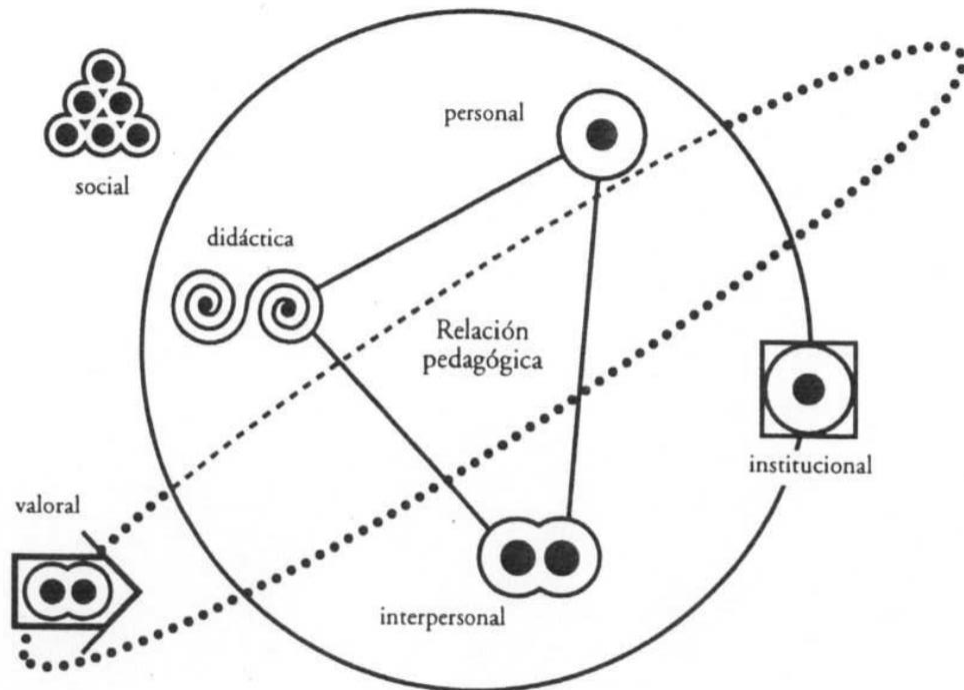 personal
social
didáctica
Relación
pedagógica
institucional
valoral
interpersonal